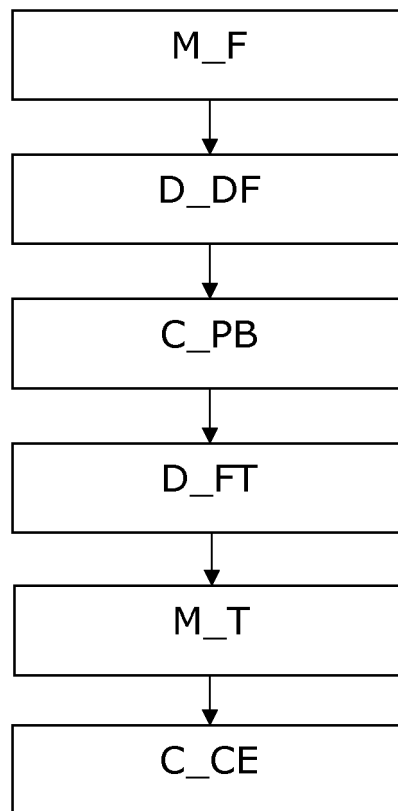 M_F
D_DF
C_PB
D_FT
M_T
C_CE